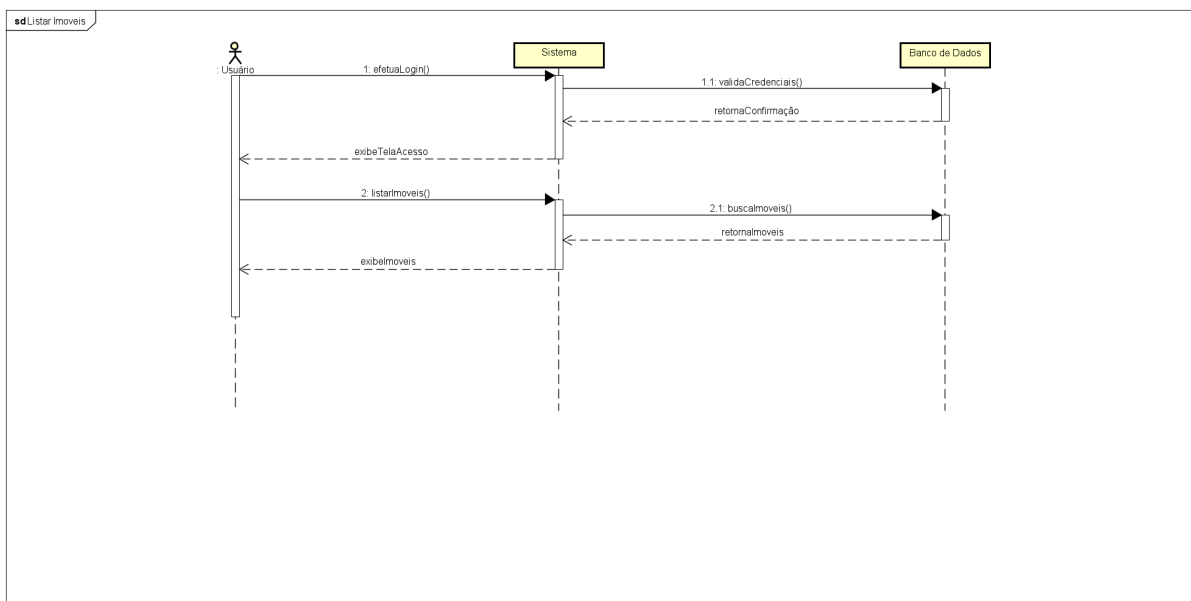 sd Listar Imoveis
: Usuário
Sistema
Banco de Dados
1: efetuaLogin()
1.1: validaCredenciais()
retornaConfirmação
exibeTelaAcesso
2: listarImoveis()
2.1: buscaImoveis()
retornaImoveis
exibeImoveis